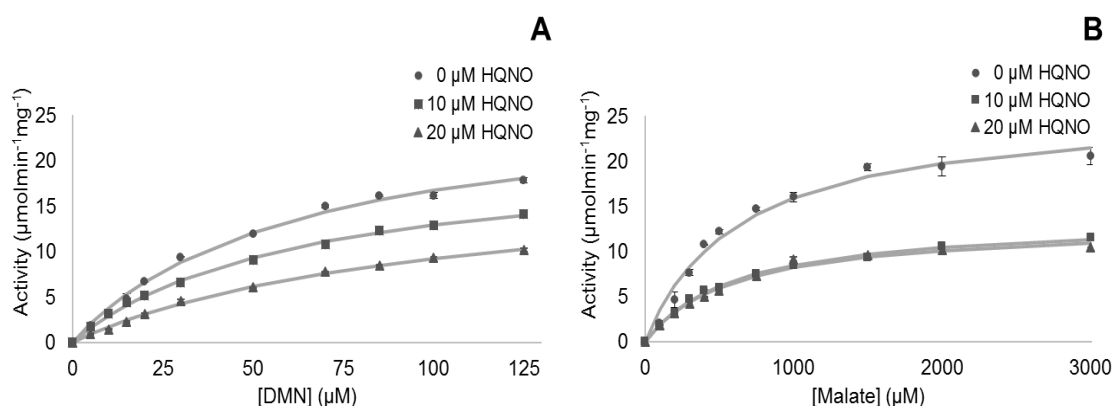 A
0 µM HQNO
10 µM HQNO
20 µM HQNO
Activity (µmolmin⁻¹mg⁻¹)
25
20
15
10
5
0
0 25 50 75 100 125
[DMN] (µM)
B
0 µM HQNO
10 µM HQNO
20 µM HQNO
Activity (µmolmin⁻¹mg⁻¹)
25
20
15
10
5
0
0 1000 2000 3000
[Malate] (µM)